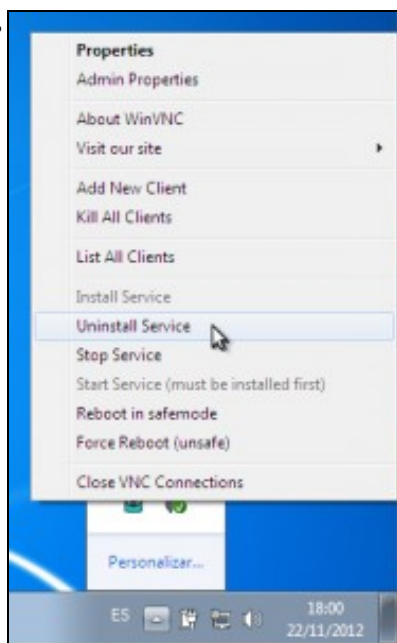 Properties
Admin Properties
About WinVNC
Visit our site
Add New Client
Kill All Clients
List All Clients
Install Service
Uninstall Service
Stop Service
Start Service (must be installed first)
Reboot in safemode
Force Reboot (unsafe)
Close VNC Connections
Personalizar...
ES
18:00
22/11/2012